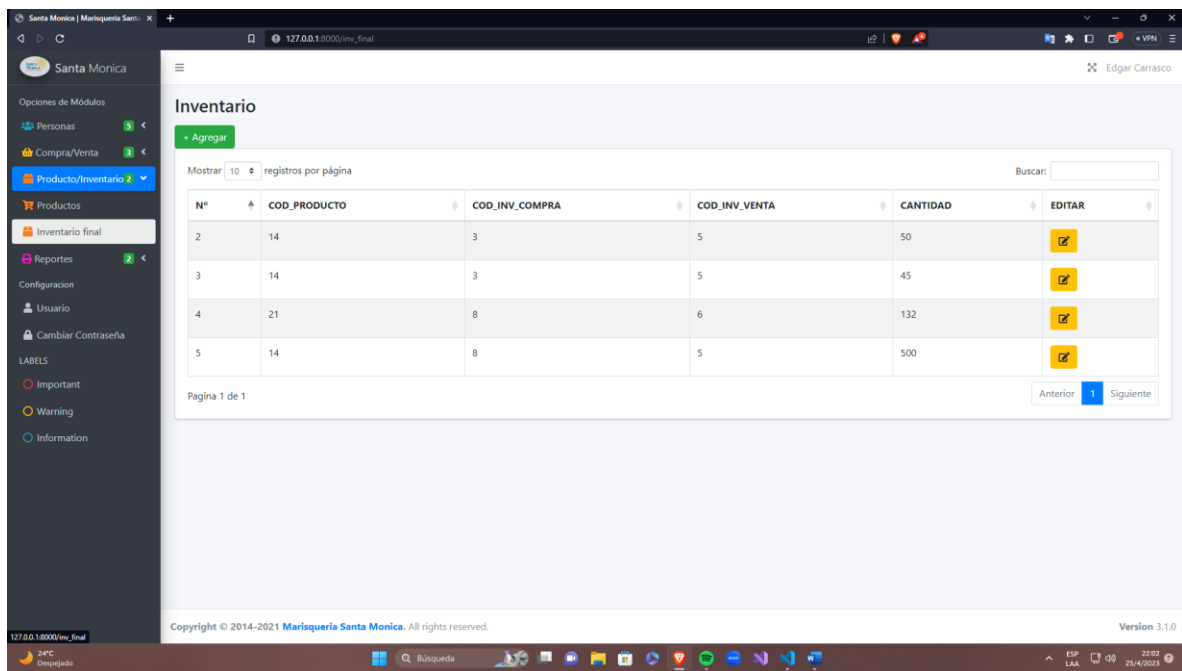 Santa Monica | Marisqueria Santa
127.0.0.1:8000/inv_final
VPN
Santa Monica
Edgar Carrasco
Opciones de Módulos
Personas 5
Compra/Venta 3
Producto/Inventario 2
Productos
Inventario final
Reportes 2
Configuracion
Usuario
Cambiar Contraseña
LABELS
Important
Warning
Information
Inventario
+ Agregar
Mostrar 10 registros por página
Buscar:
Nº COD_PRODUCTO COD_INV_COMPRA COD_INV_VENTA CANTIDAD EDITAR
2 14 3 5 50
3 14 3 5 45
4 21 8 6 132
5 14 8 5 500
Pagina 1 de 1
Anterior 1 Siguiente
Copyright © 2014-2021 Marisqueria Santa Monica. All rights reserved.
Version 3.1.0
127.0.0.1:8000/inv_final
24°C
Despejado
Búsqueda
ESP
LAA
22:02
25/4/2023